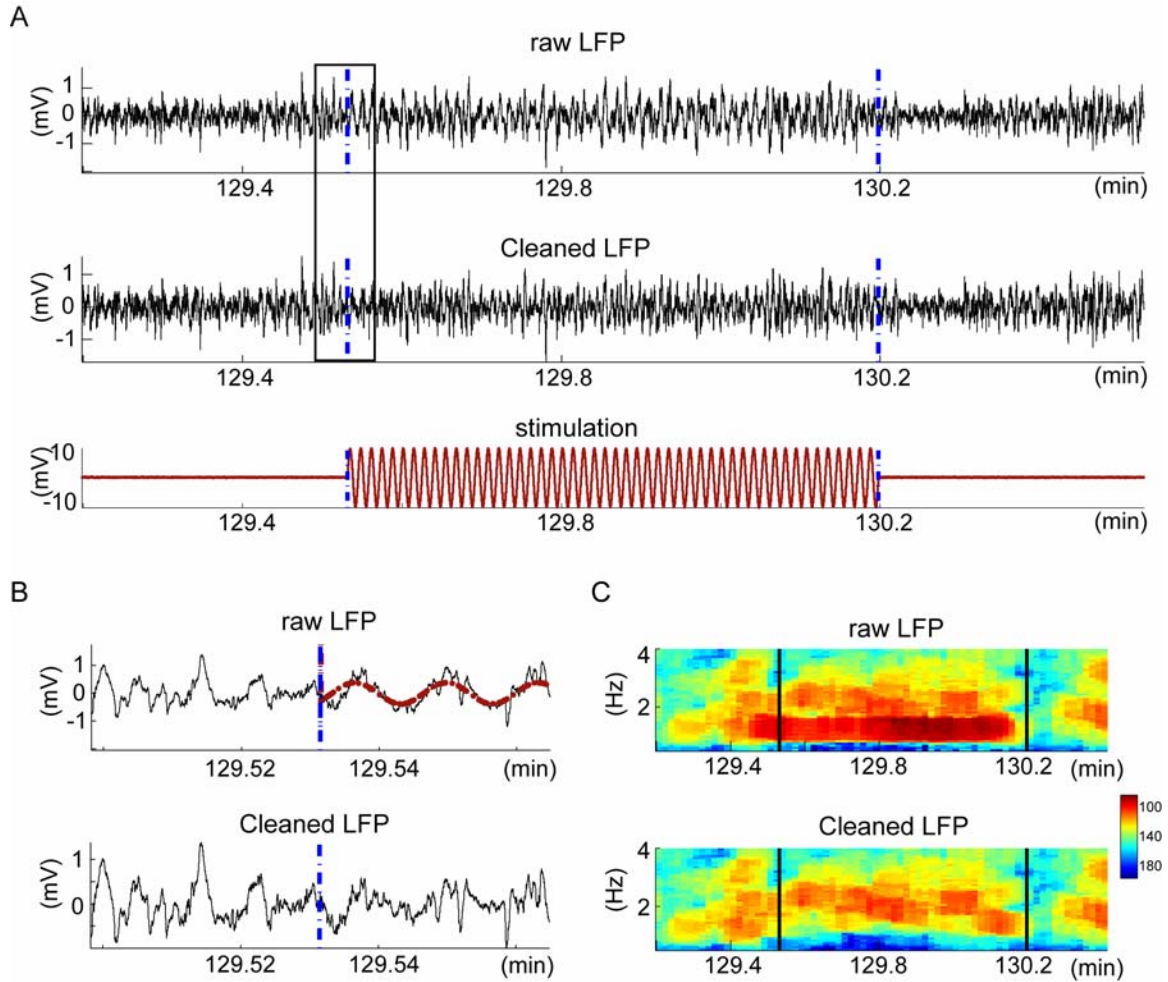 A
raw LFP
(mV)
1
0
-1
129.4
129.8
130.2
(min)
Cleaned LFP
(mV)
1
0
-1
129.4
129.8
130.2
(min)
stimulation
(mV)
10
-10
129.4
129.8
130.2
(min)
B
raw LFP
(mV)
1
0
-1
129.52
129.54
(min)
Cleaned LFP
(mV)
1
0
129.52
129.54
(min)
C
raw LFP
(Hz)
4
2
129.4
129.8
130.2
(min)
Cleaned LFP
(Hz)
4
2
129.4
129.8
130.2
(min)
100
140
180